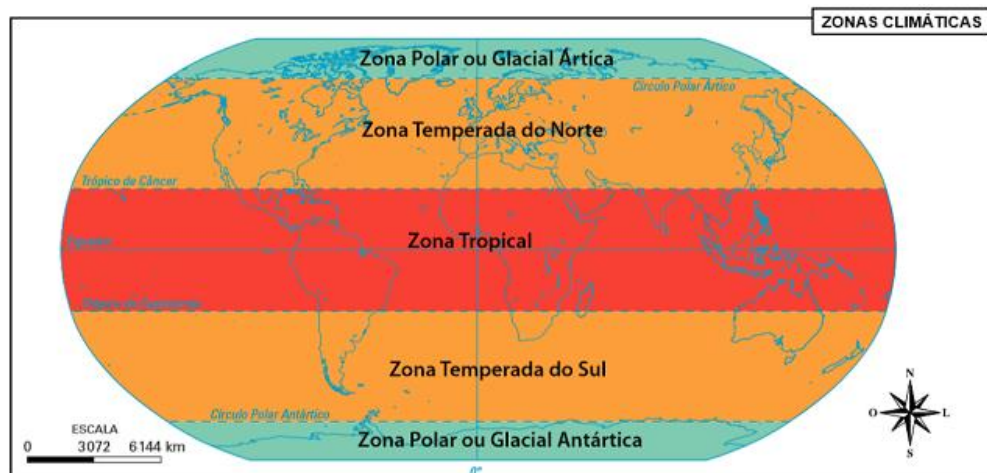 ZONAS CLIMÁTICAS
Zona Polar ou Glacial Ártica
Círculo Polar Ártico
Zona Temperada do Norte
Trópico de Câncer
Zona Tropical
Equador
Trópico de Capricórnio
Zona Temperada do Sul
Círculo Polar Antártico
Zona Polar ou Glacial Antártica
ESCALA
0 3072 6144 km
0°
N
O L
S